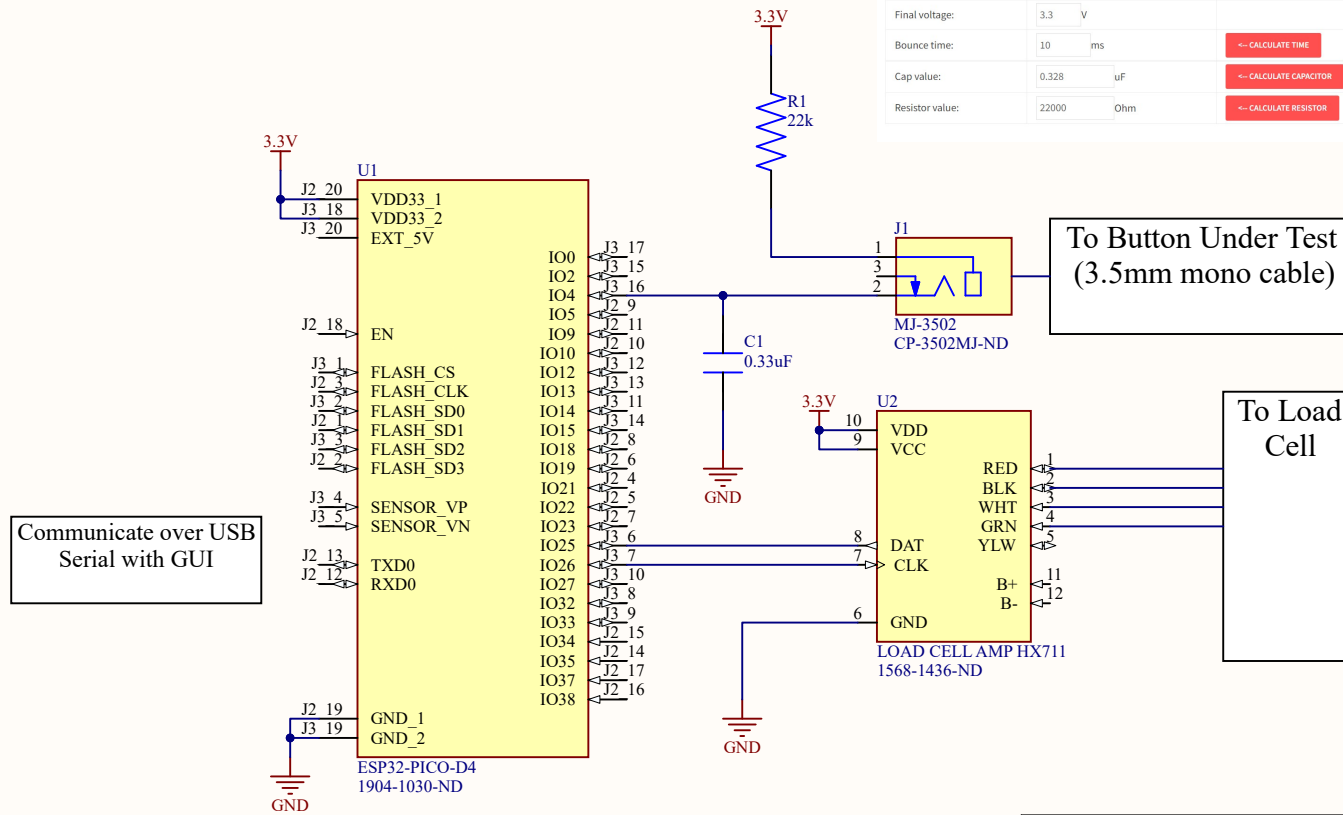 Final voltage: 3.3 V
Bounce time: 10 ms <-- CALCULATE TIME
Cap value: 0.328 uF <-- CALCULATE CAPACITOR
Resistor value: 22000 Ohm <-- CALCULATE RESISTOR
3.3V
R1
22k
3.3V
U1
J2_20 VDD33_1
J3_18 VDD33_2
J3_20 EXT_5V
J2_18 EN
J3_1 FLASH_CS
J2_3 FLASH_CLK
J3_2 FLASH_SD0
J2_1 FLASH_SD1
J3_3 FLASH_SD2
J2_2 FLASH_SD3
J3_4 SENSOR_VP
J3_5 SENSOR_VN
J2_13 TXD0
J2_12 RXD0
J2_19 GND_1
J3_19 GND_2
IO0 J3_17
IO2 J3_15
IO4 J3_16
IO5 J2_9
IO9 J2_11
IO10 J2_10
IO12 J3_12
IO13 J3_13
IO14 J3_11
IO15 J3_14
IO18 J2_8
IO19 J2_6
IO21 J2_4
IO22 J2_5
IO23 J2_7
IO25 J3_6
IO26 J3_7
IO27 J3_10
IO32 J3_8
IO33 J3_9
IO34 J2_15
IO35 J2_14
IO37 J2_17
IO38 J2_16
ESP32-PICO-D4
1904-1030-ND
GND
Communicate over USB
Serial with GUI
J1
1
3
2
MJ-3502
CP-3502MJ-ND
To Button Under Test
(3.5mm mono cable)
C1
0.33uF
GND
3.3V
U2
10 VDD
9 VCC
8 DAT
7 CLK
6 GND
RED 1
BLK 2
WHT 3
GRN 4
YLW 5
B+ 11
B- 12
LOAD CELL AMP HX711
1568-1436-ND
GND
To Load
Cell